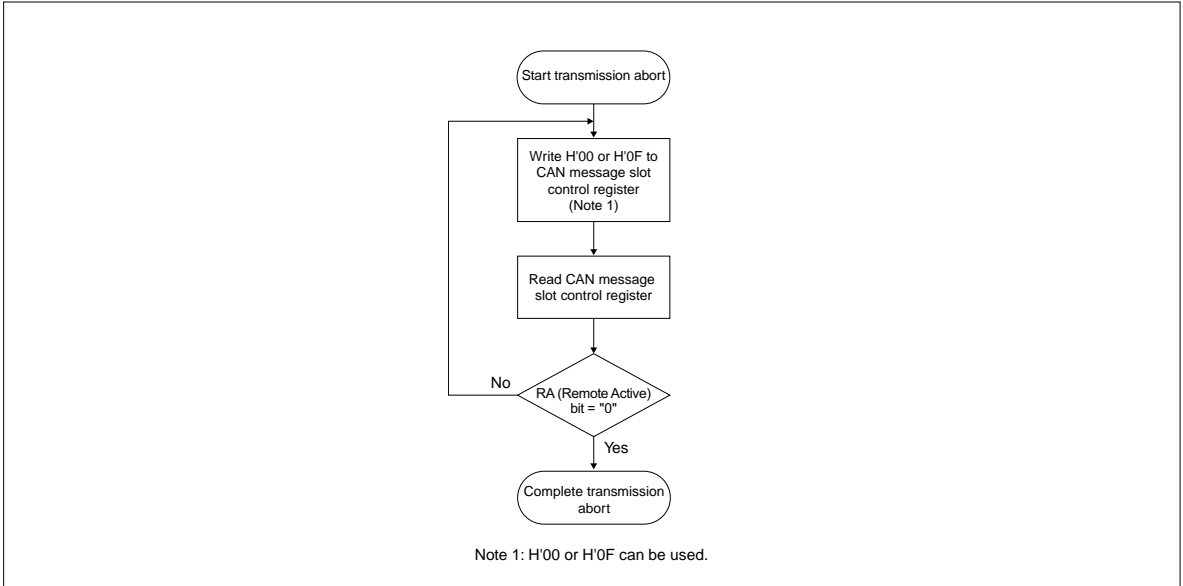 Start transmission abort
Write H'00 or H'0F to
CAN message slot
control register
(Note 1)
Read CAN message
slot control register
No
RA (Remote Active)
bit = "0"
Yes
Complete transmission
abort
Note 1: H'00 or H'0F can be used.